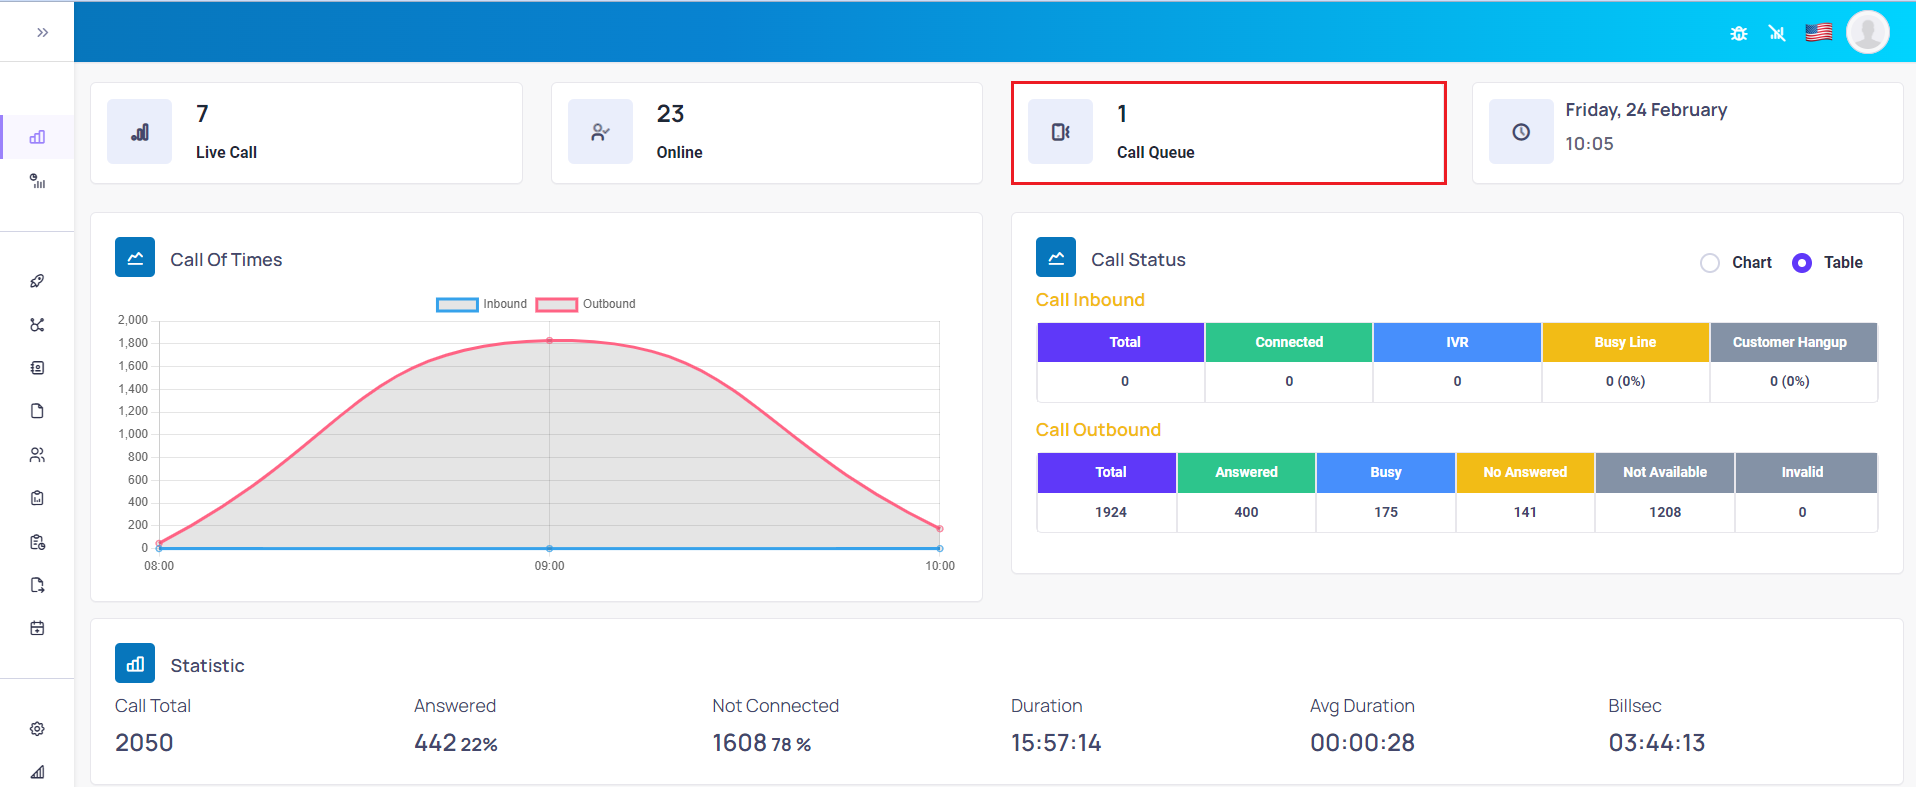 7
Live Call
23
Online
1
Call Queue
Friday, 24 February
10:05
Call Of Times
Inbound Outbound
2,000
1,800
1,600
1,400
1,200
1,000
800
600
400
200
0
08:00 09:00 10:00
Call Status
Chart Table
Call Inbound
Total Connected IVR Busy Line Customer Hangup
0 0 0 0 (0%) 0 (0%)
Call Outbound
Total Answered Busy No Answered Not Available Invalid
1924 400 175 141 1208 0
Statistic
Call Total Answered Not Connected Duration Avg Duration Billsec
2050 442 22% 1608 78 % 15:57:14 00:00:28 03:44:13